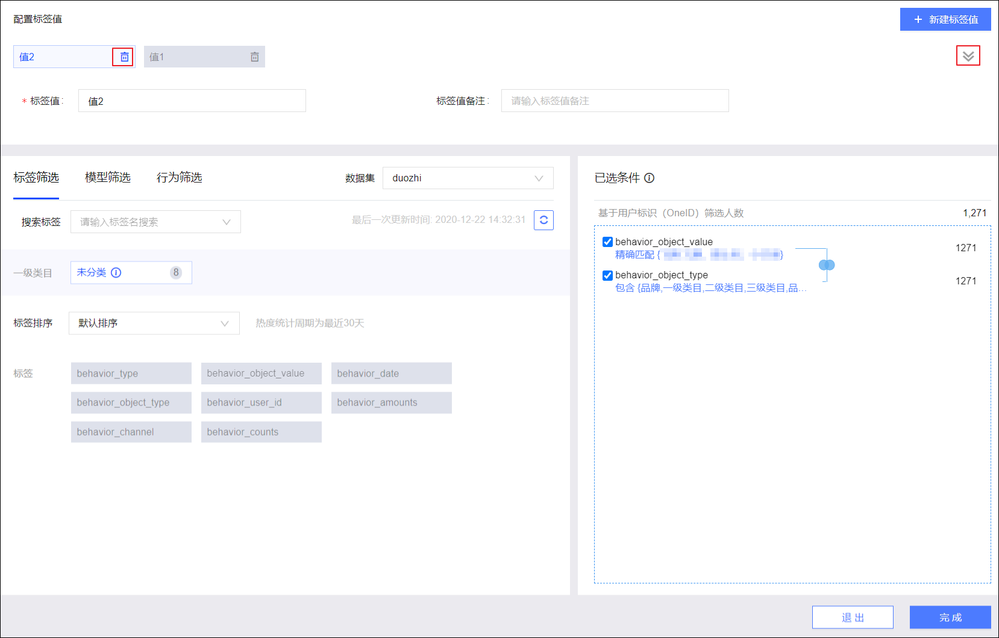 配置标签值
+ 新建标签值
值2
值1
* 标签值:
值2
标签值备注:
请输入标签值备注
标签筛选
模型筛选
行为筛选
数据集
duozhi
搜索标签
请输入标签名搜索
最后一次更新时间: 2020-12-22 14:32:31
一级类目
未分类
8
标签排序
默认排序
热度统计周期为最近30天
标签
behavior_type
behavior_object_value
behavior_date
behavior_object_type
behavior_user_id
behavior_amounts
behavior_channel
behavior_counts
已选条件
基于用户标识（OneID）筛选人数
1,271
behavior_object_value
精确匹配 { }
1271
behavior_object_type
包含 {品牌,一级类目,二级类目,三级类目,品...
1271
退 出
完 成